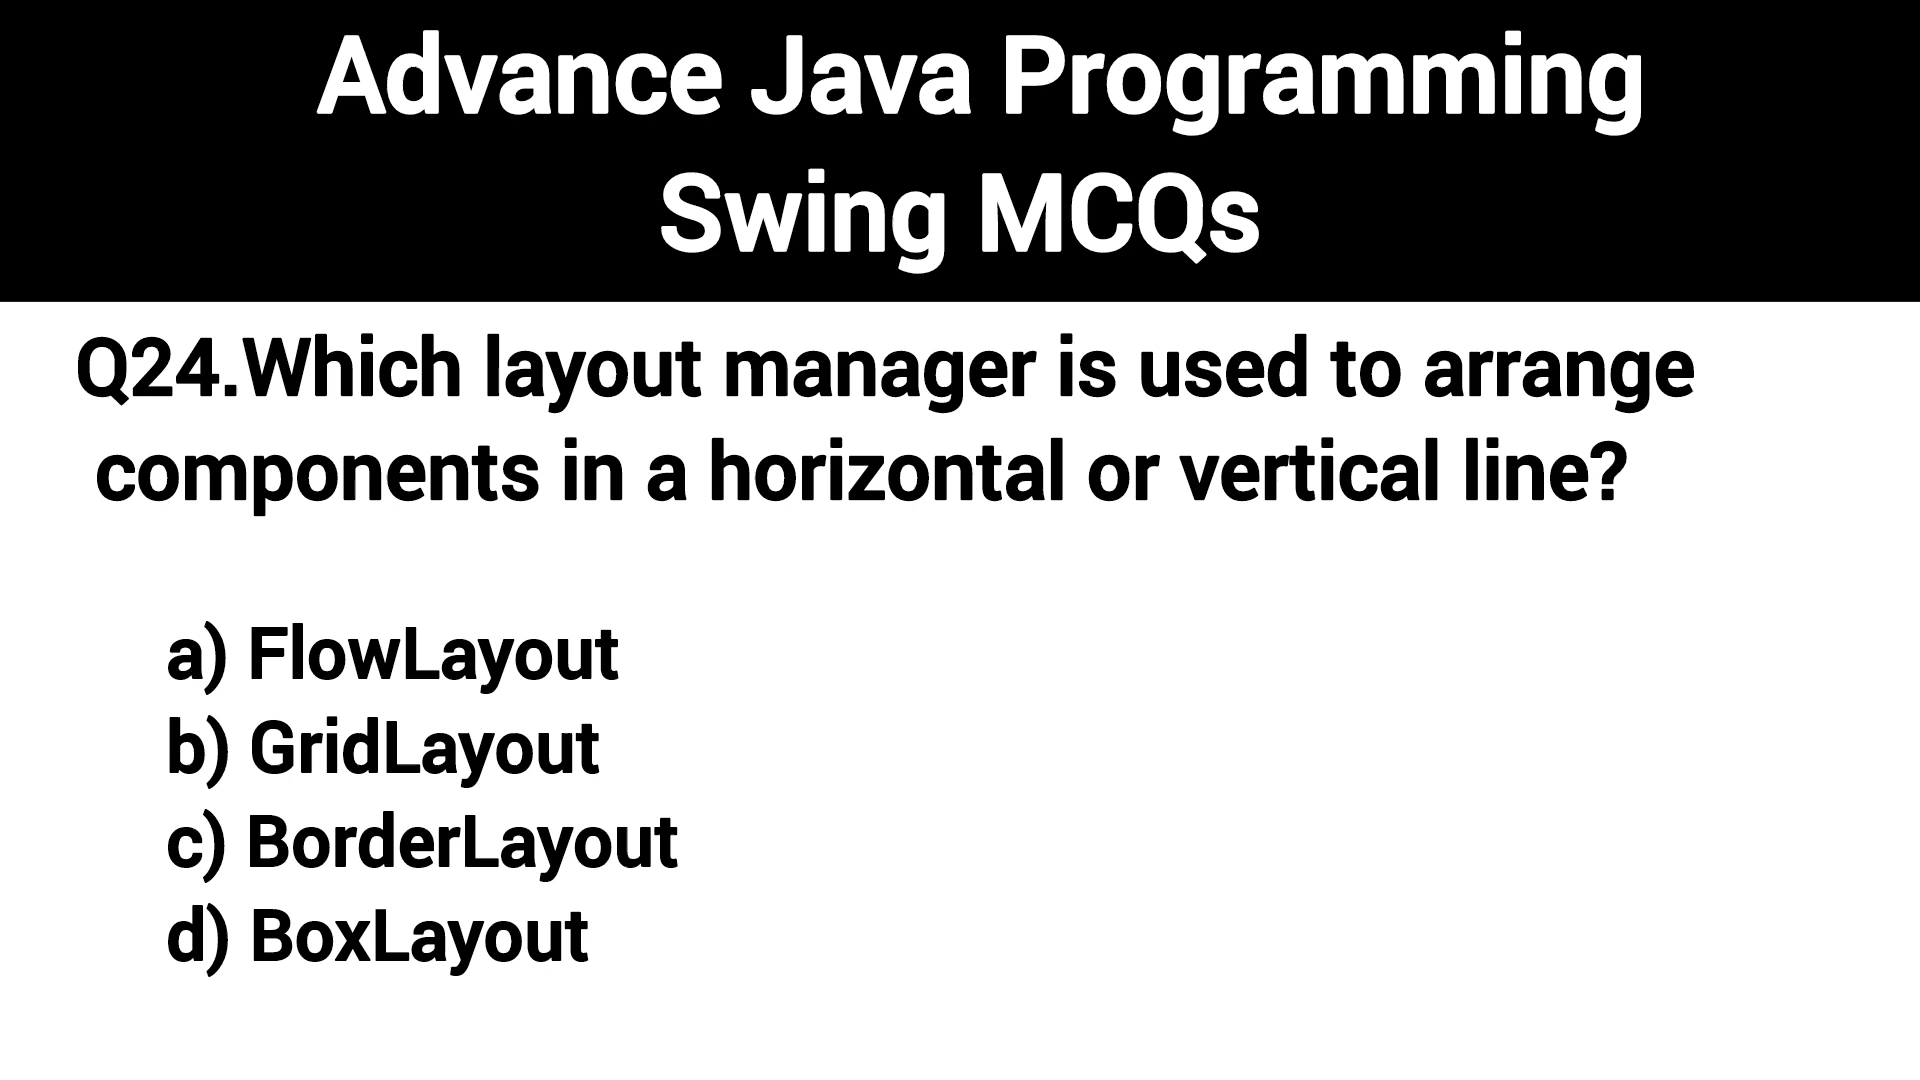 Advance Java Programming
Swing MCQs
Q24.Which layout manager is used to arrange
components in a horizontal or vertical line?
a) FlowLayout
b) GridLayout
c) BorderLayout
d) BoxLayout